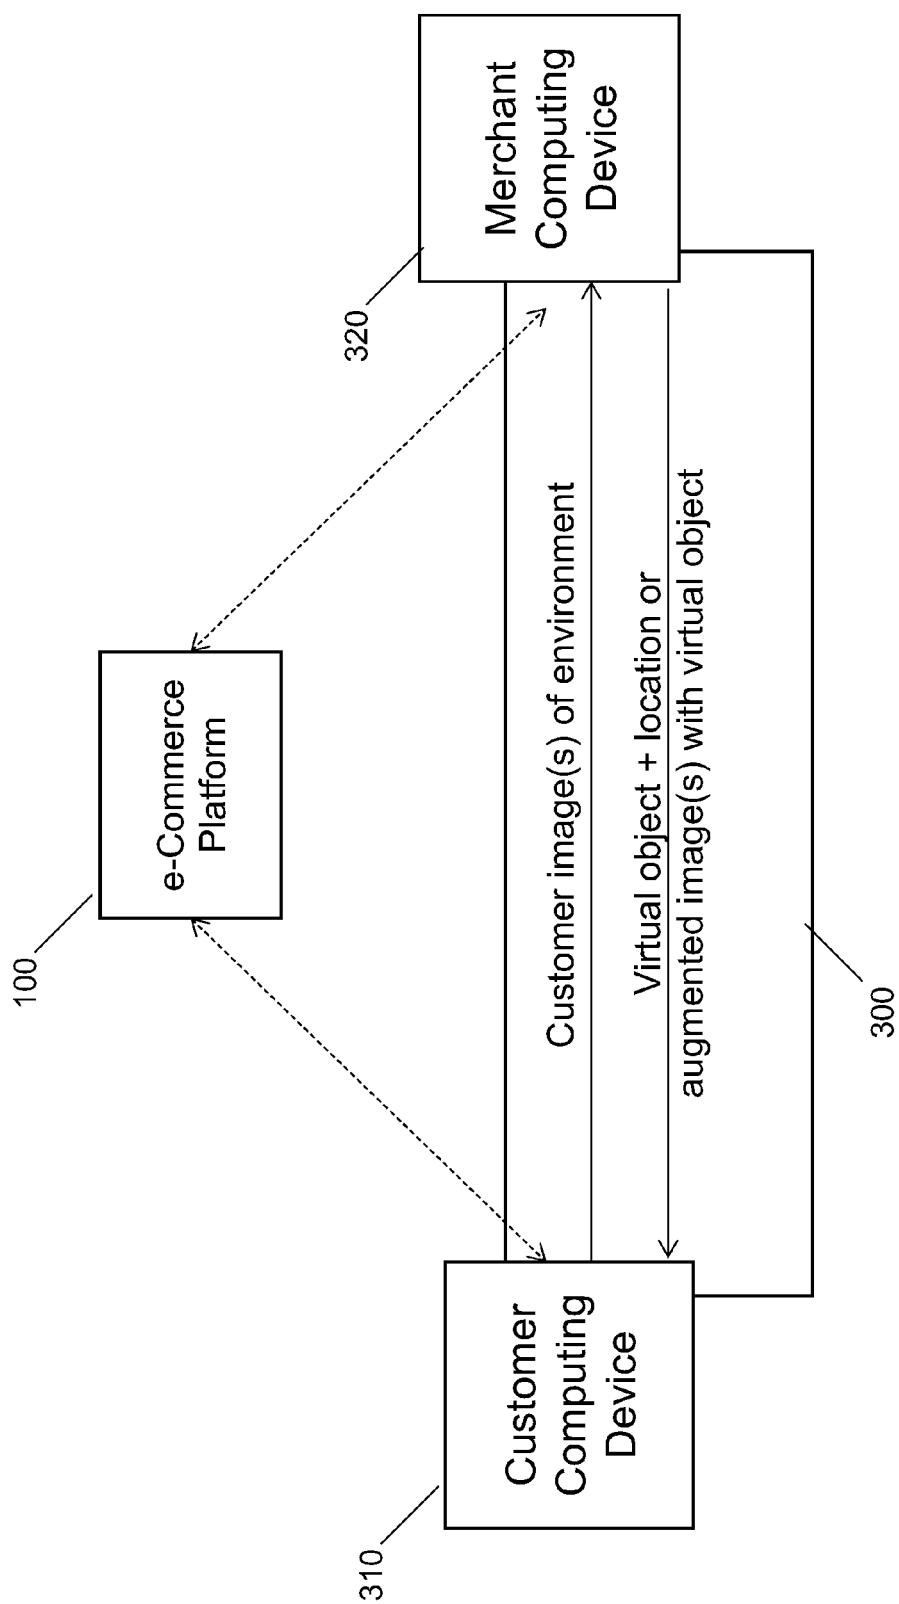 100
e-Commerce
Platform
320
310
Customer
Computing
Device
Customer image(s) of environment
Virtual object + location or
augmented image(s) with virtual object
Merchant
Computing
Device
300